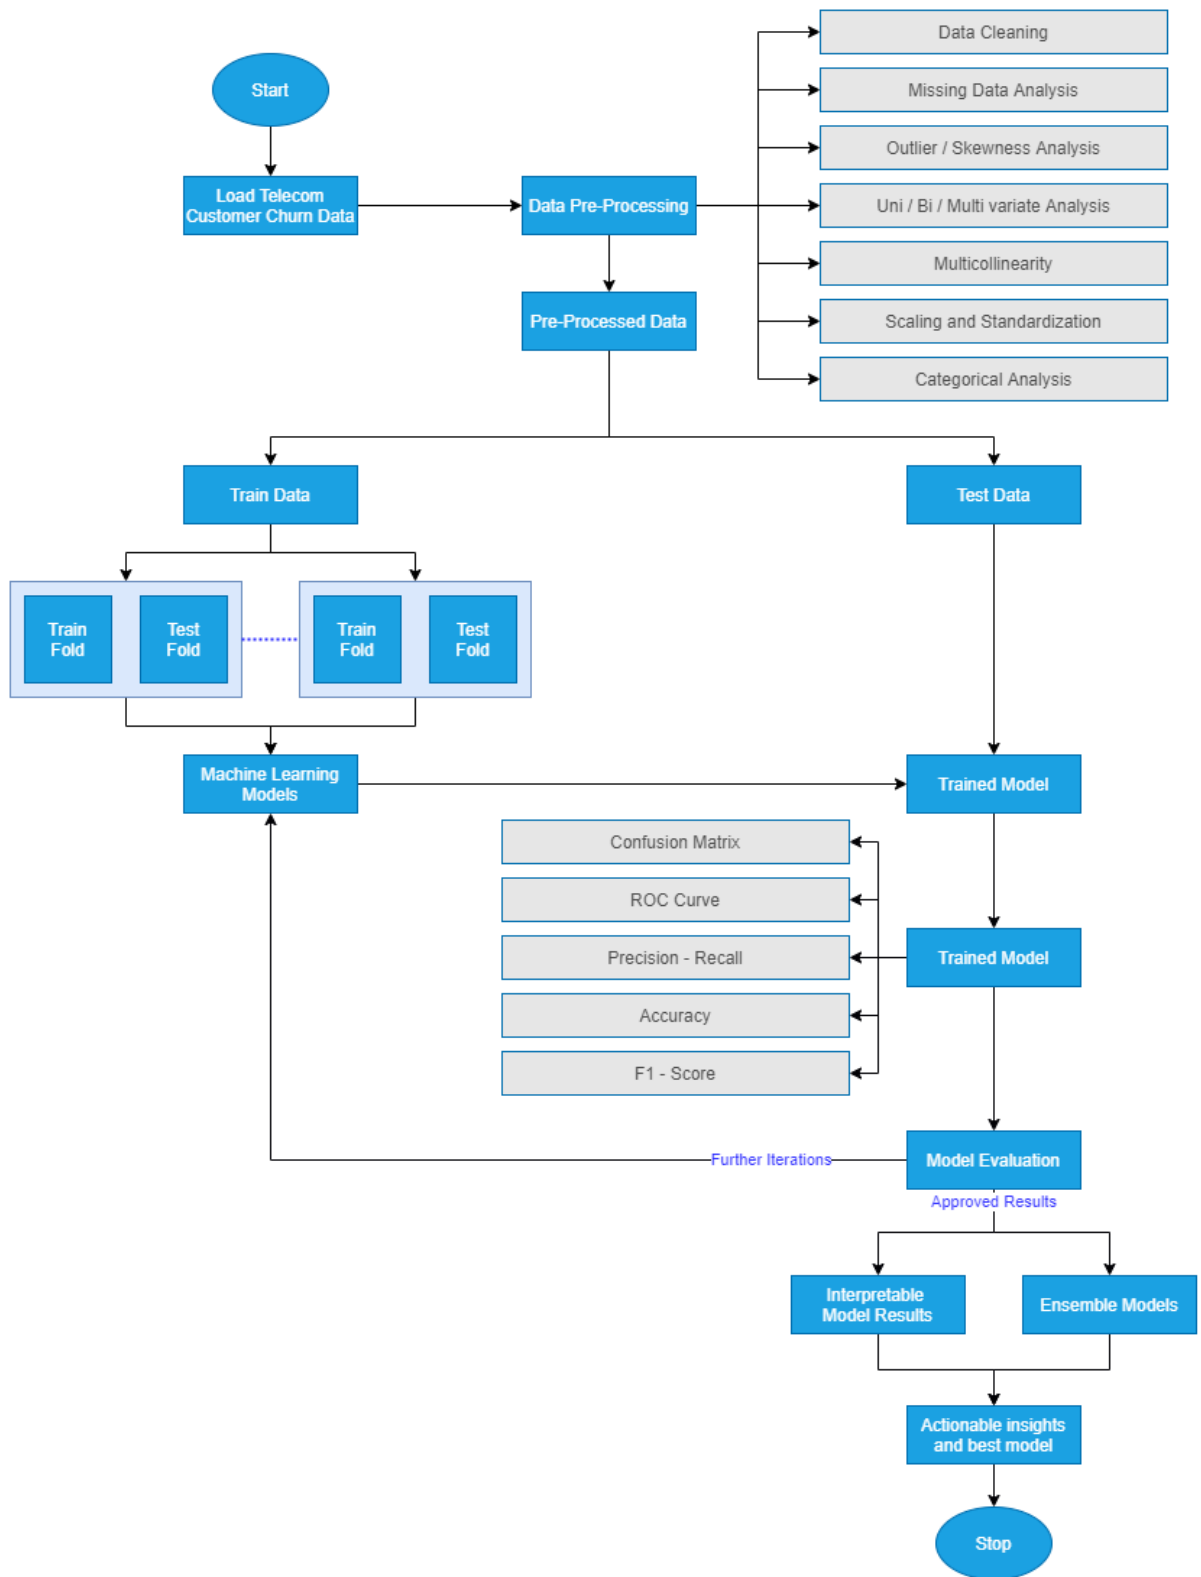 Start
Data Cleaning
Missing Data Analysis
Outlier / Skewness Analysis
Load Telecom
Customer Churn Data
Data Pre-Processing
Uni / Bi / Multi variate Analysis
Multicollinearity
Pre-Processed Data
Scaling and Standardization
Categorical Analysis
Train Data
Test Data
Train
Fold
Test
Fold
Train
Fold
Test
Fold
Machine Learning
Models
Trained Model
Confusion Matrix
ROC Curve
Precision - Recall
Trained Model
Accuracy
F1 - Score
Further Iterations
Model Evaluation
Approved Results
Interpretable
Model Results
Ensemble Models
Actionable insights
and best model
Stop